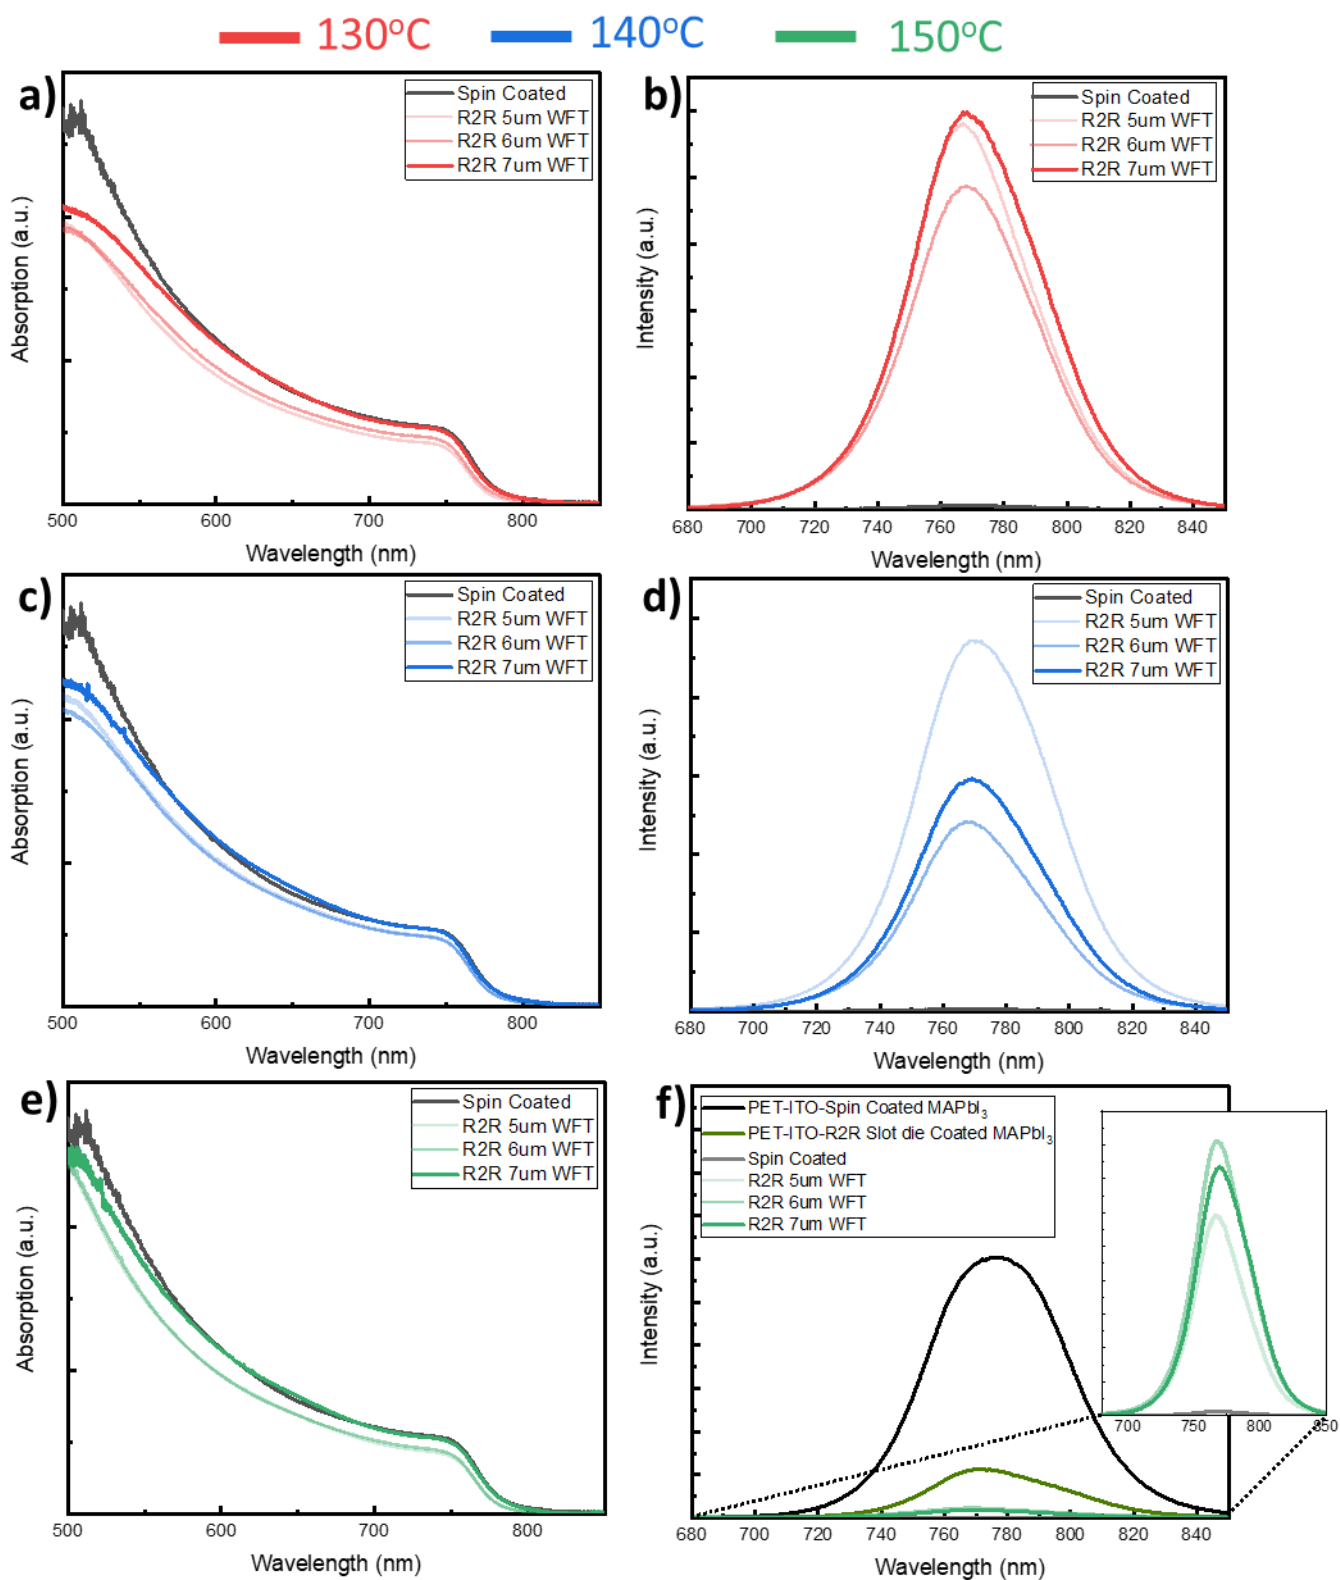 130°C 140°C 150°C
a)
Spin Coated
R2R 5um WFT
R2R 6um WFT
R2R 7um WFT
Absorption (a.u.)
500 600 700 800
Wavelength (nm)
b)
Spin Coated
R2R 5um WFT
R2R 6um WFT
R2R 7um WFT
Intensity (a.u.)
680 700 720 740 760 780 800 820 840
Wavelength (nm)
c)
Spin Coated
R2R 5um WFT
R2R 6um WFT
R2R 7um WFT
Absorption (a.u.)
500 600 700 800
Wavelength (nm)
d)
Spin Coated
R2R 5um WFT
R2R 6um WFT
R2R 7um WFT
Intensity (a.u.)
680 700 720 740 760 780 800 820 840
Wavelength (nm)
e)
Spin Coated
R2R 5um WFT
R2R 6um WFT
R2R 7um WFT
Absorption (a.u.)
500 600 700 800
Wavelength (nm)
f)
PET-ITO-Spin Coated MAPbI₃
PET-ITO-R2R Slot die Coated MAPbI₃
Spin Coated
R2R 5um WFT
R2R 6um WFT
R2R 7um WFT
700 750 800 850
Intensity (a.u.)
680 700 720 740 760 780 800 820 840
Wavelength (nm)